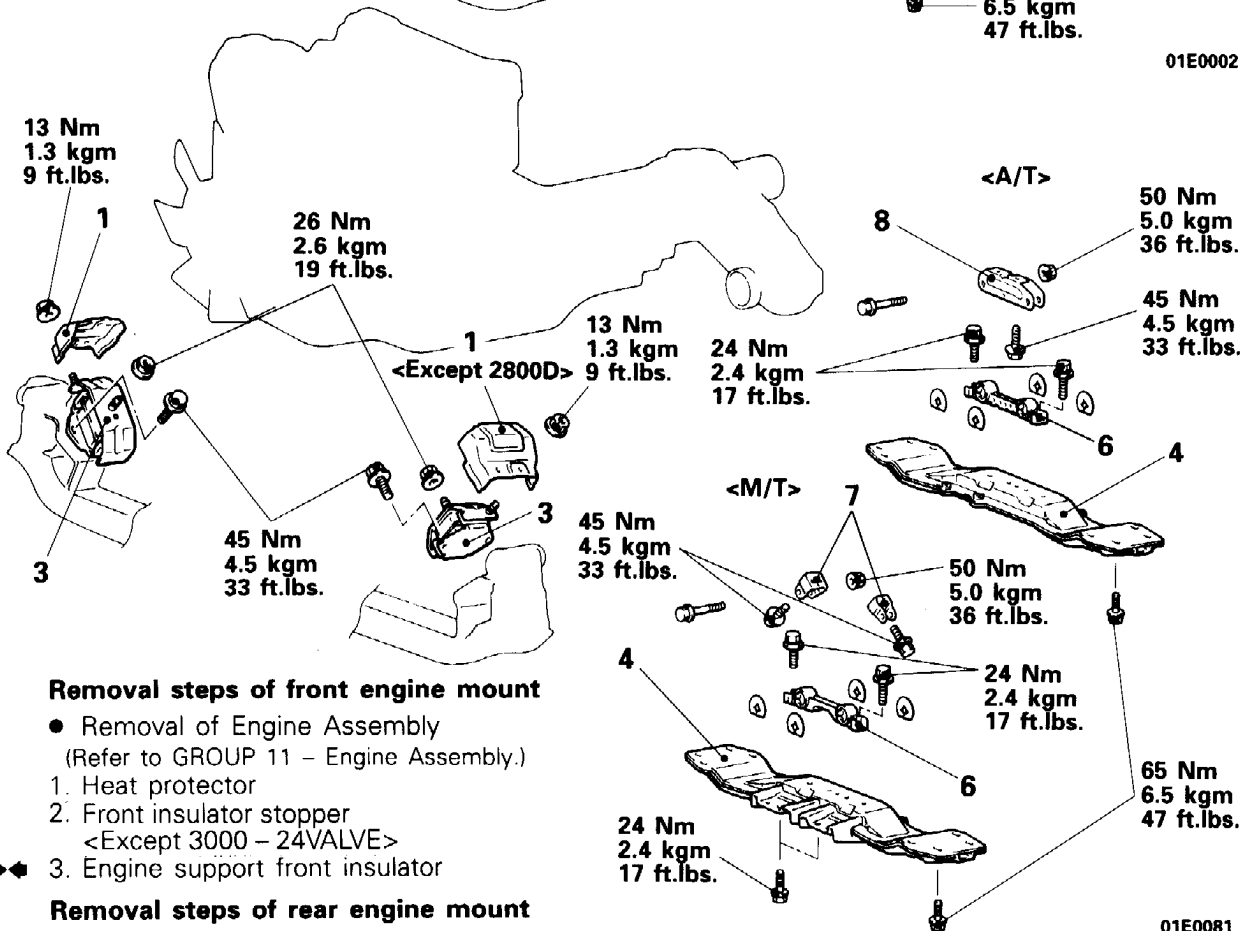 6.5 kgm
47 ft.lbs.
01E0002
13 Nm
1.3 kgm
9 ft.lbs.
1
26 Nm
2.6 kgm
19 ft.lbs.
<A/T>
8
50 Nm
5.0 kgm
36 ft.lbs.
45 Nm
4.5 kgm
33 ft.lbs.
1
<Except 2800D>
13 Nm
1.3 kgm
9 ft.lbs.
24 Nm
2.4 kgm
17 ft.lbs.
6
4
3
45 Nm
4.5 kgm
33 ft.lbs.
3
<M/T>
7
45 Nm
4.5 kgm
33 ft.lbs.
50 Nm
5.0 kgm
36 ft.lbs.
4
24 Nm
2.4 kgm
17 ft.lbs.
6
65 Nm
6.5 kgm
47 ft.lbs.
24 Nm
2.4 kgm
17 ft.lbs.
Removal steps of front engine mount
● Removal of Engine Assembly
(Refer to GROUP 11 – Engine Assembly.)
1. Heat protector
2. Front insulator stopper
<Except 3000 – 24VALVE>
3. Engine support front insulator
Removal steps of rear engine mount
01E0081